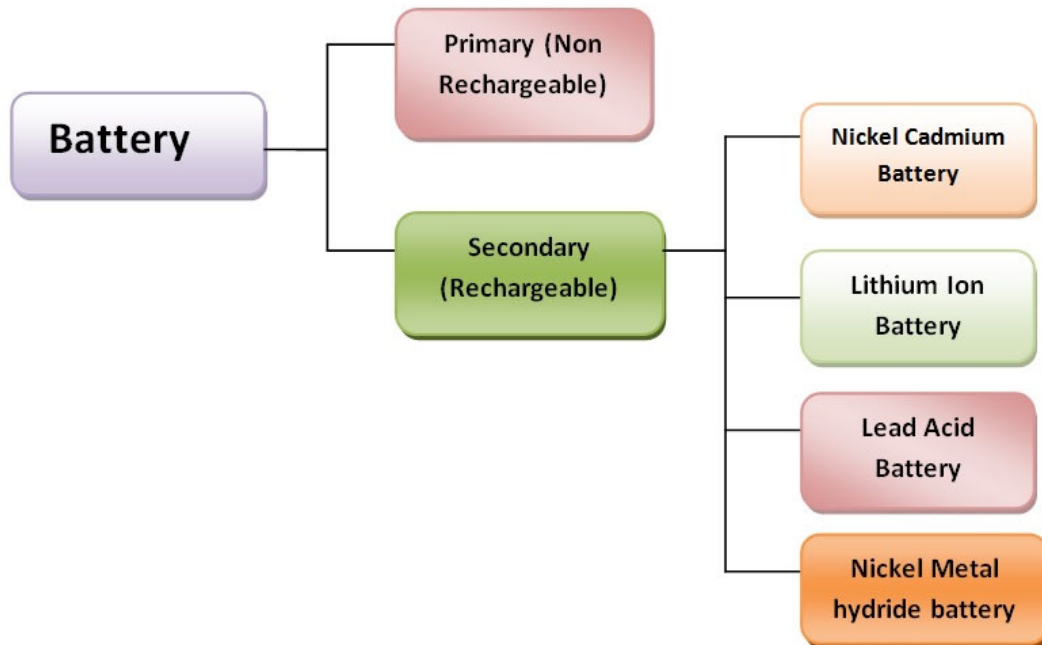 Battery
Primary (Non
Rechargeable)
Secondary
(Rechargeable)
Nickel Cadmium
Battery
Lithium Ion
Battery
Lead Acid
Battery
Nickel Metal
hydride battery